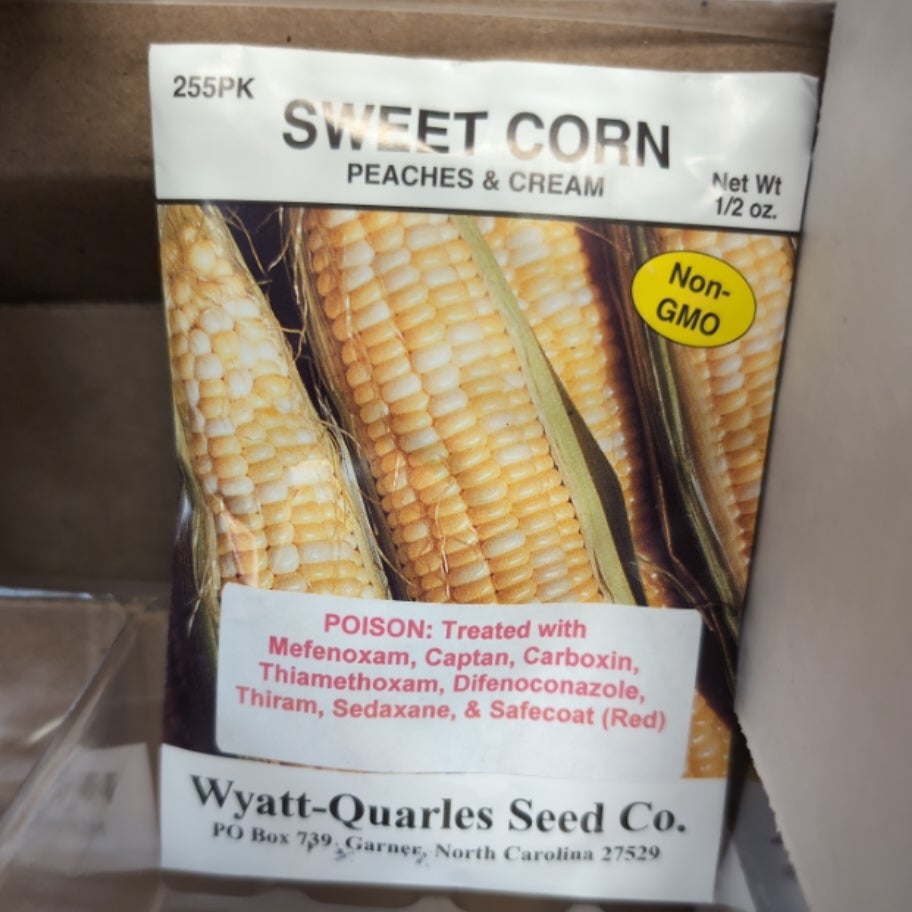 255PK
SWEET CORN
PEACHES & CREAM
Net Wt
1/2 oz.
Non-
GMO
POISON: Treated with
Mefenoxam, Captan, Carboxin,
Thiamethoxam, Difenoconazole,
Thiram, Sedaxane, & Safecoat (Red)
Wyatt-Quarles Seed Co.
PO Box 739, Garner, North Carolina 27529